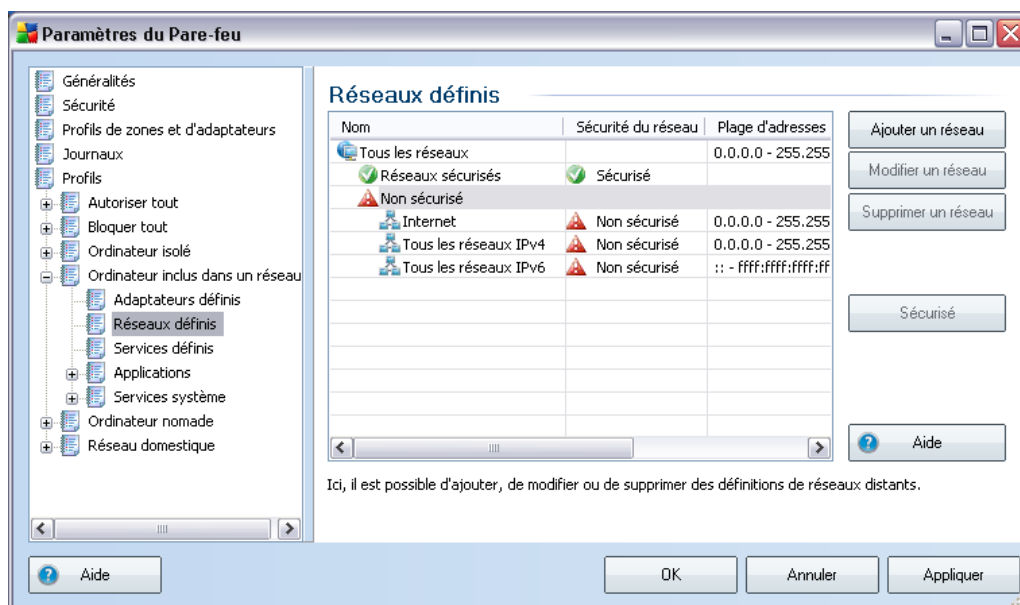 Paramètres du Pare-feu
Généralités
Sécurité
Profils de zones et d'adaptateurs
Journaux
Profils
Autoriser tout
Bloquer tout
Ordinateur isolé
Ordinateur inclus dans un réseau
Adaptateurs définis
Réseaux définis
Services définis
Applications
Services système
Ordinateur nomade
Réseau domestique
Réseaux définis
Nom Sécurité du réseau Plage d'adresses
Tous les réseaux 0.0.0.0 - 255.255
Réseaux sécurisés Sécurisé
Non sécurisé
Internet Non sécurisé 0.0.0.0 - 255.255
Tous les réseaux IPv4 Non sécurisé 0.0.0.0 - 255.255
Tous les réseaux IPv6 Non sécurisé :: - ffff:ffff:ffff:ff
Ajouter un réseau
Modifier un réseau
Supprimer un réseau
Sécurisé
Aide
Ici, il est possible d'ajouter, de modifier ou de supprimer des définitions de réseaux distants.
Aide OK Annuler Appliquer